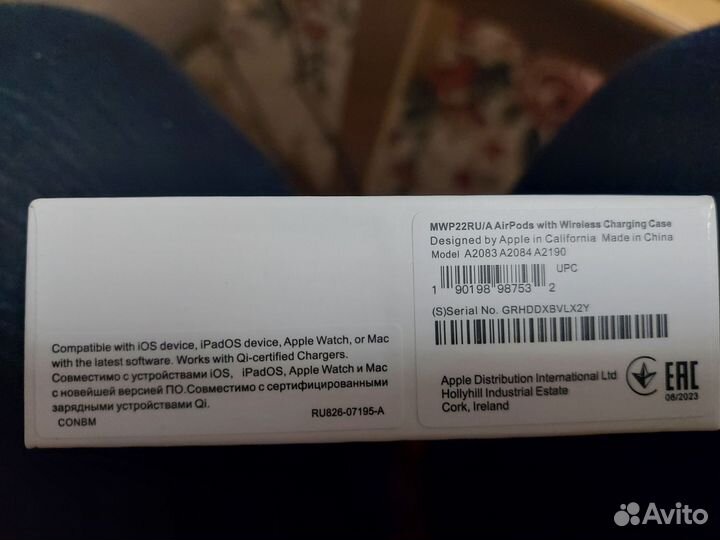 MWP22RU/A AirPods with Wireless Charging Case
Designed by Apple in California Made in China
Model A2083 A2084 A2190
UPC
1 90198 98753 2
(S)Serial No. GRHDDXBVLX2Y
Compatible with iOS device, iPadOS device, Apple Watch, or Mac
with the latest software. Works with Qi-certified Chargers.
Совместимо с устройствами iOS, iPadOS, Apple Watch и Mac
с новейшей версией ПО.Совместимо с сертифицированными
зарядными устройствами Qi.
RU826-07195-A
CONBM
Apple Distribution International Ltd
Hollyhill Industrial Estate
Cork, Ireland
EAC
08/2023
Avito